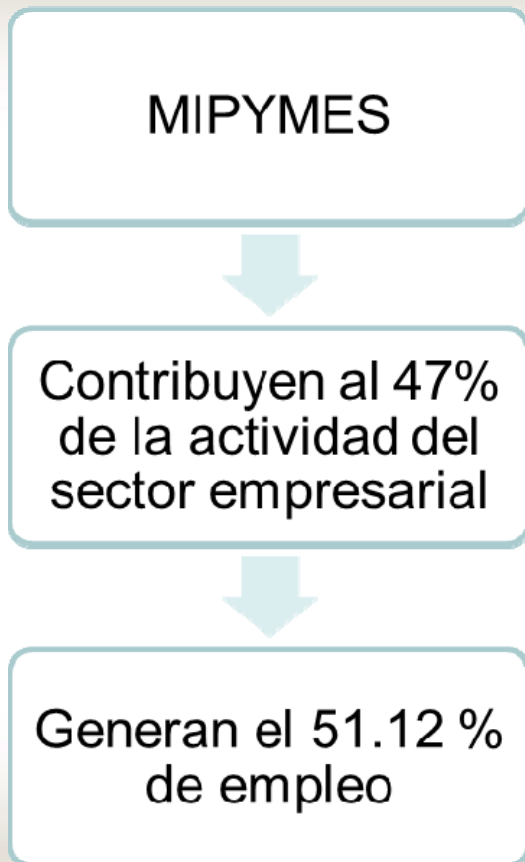 MIPYMES
Contribuyen al 47%
de la actividad del
sector empresarial
Generan el 51.12 %
de empleo